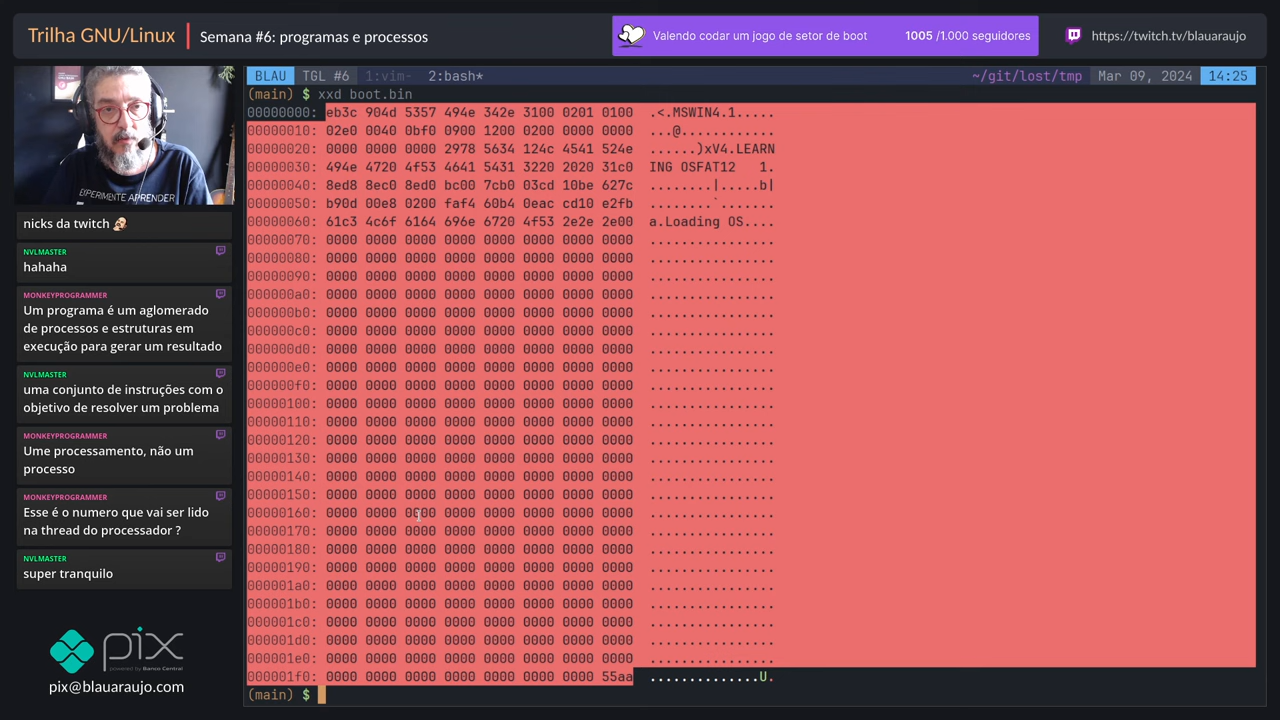 Trilha GNU/Linux
Semana #6: programas e processos
Valendo codar um jogo de setor de boot 1005 /1.000 seguidores
https://twitch.tv/blauaraujo
EXPERIMENTE APRENDER
nicks da twitch
NVLMASTER
hahaha
MONKEYPROGRAMMER
Um programa é um aglomerado
de processos e estruturas em
execução para gerar um resultado
NVLMASTER
uma conjunto de instruções com o
objetivo de resolver um problema
MONKEYPROGRAMMER
Ume processamento, não um
processo
MONKEYPROGRAMMER
Esse é o numero que vai ser lido
na thread do processador ?
NVLMASTER
super tranquilo
pix
powered by Banco Central
pix@blauaraujo.com
BLAU TGL #6 1:vim- 2:bash* ~/git/lost/tmp Mar 09, 2024 14:25
(main) $ xxd boot.bin
00000000: eb3c 904d 5357 494e 342e 3100 0201 0100 .<.MSWIN4.1.....
00000010: 02e0 0040 0bf0 0900 1200 0200 0000 0000 ...@............
00000020: 0000 0000 0000 2978 5634 124c 4541 524e ......)xV4.LEARN
00000030: 494e 4720 4f53 4641 5431 3220 2020 31c0 ING OSFAT12   1.
00000040: 8ed8 8ec0 8ed0 bc00 7cb0 03cd 10be 627c ........|.....b|
00000050: b90d 00e8 0200 faf4 60b4 0eac cd10 e2fb ........`.......
00000060: 61c3 4c6f 6164 696e 6720 4f53 2e2e 2e00 a.Loading OS....
00000070: 0000 0000 0000 0000 0000 0000 0000 0000 ................
00000080: 0000 0000 0000 0000 0000 0000 0000 0000 ................
00000090: 0000 0000 0000 0000 0000 0000 0000 0000 ................
000000a0: 0000 0000 0000 0000 0000 0000 0000 0000 ................
000000b0: 0000 0000 0000 0000 0000 0000 0000 0000 ................
000000c0: 0000 0000 0000 0000 0000 0000 0000 0000 ................
000000d0: 0000 0000 0000 0000 0000 0000 0000 0000 ................
000000e0: 0000 0000 0000 0000 0000 0000 0000 0000 ................
000000f0: 0000 0000 0000 0000 0000 0000 0000 0000 ................
00000100: 0000 0000 0000 0000 0000 0000 0000 0000 ................
00000110: 0000 0000 0000 0000 0000 0000 0000 0000 ................
00000120: 0000 0000 0000 0000 0000 0000 0000 0000 ................
00000130: 0000 0000 0000 0000 0000 0000 0000 0000 ................
00000140: 0000 0000 0000 0000 0000 0000 0000 0000 ................
00000150: 0000 0000 0000 0000 0000 0000 0000 0000 ................
00000160: 0000 0000 0000 0000 0000 0000 0000 0000 ................
00000170: 0000 0000 0000 0000 0000 0000 0000 0000 ................
00000180: 0000 0000 0000 0000 0000 0000 0000 0000 ................
00000190: 0000 0000 0000 0000 0000 0000 0000 0000 ................
000001a0: 0000 0000 0000 0000 0000 0000 0000 0000 ................
000001b0: 0000 0000 0000 0000 0000 0000 0000 0000 ................
000001c0: 0000 0000 0000 0000 0000 0000 0000 0000 ................
000001d0: 0000 0000 0000 0000 0000 0000 0000 0000 ................
000001e0: 0000 0000 0000 0000 0000 0000 0000 0000 ................
000001f0: 0000 0000 0000 0000 0000 0000 0000 55aa ..............U.
(main) $